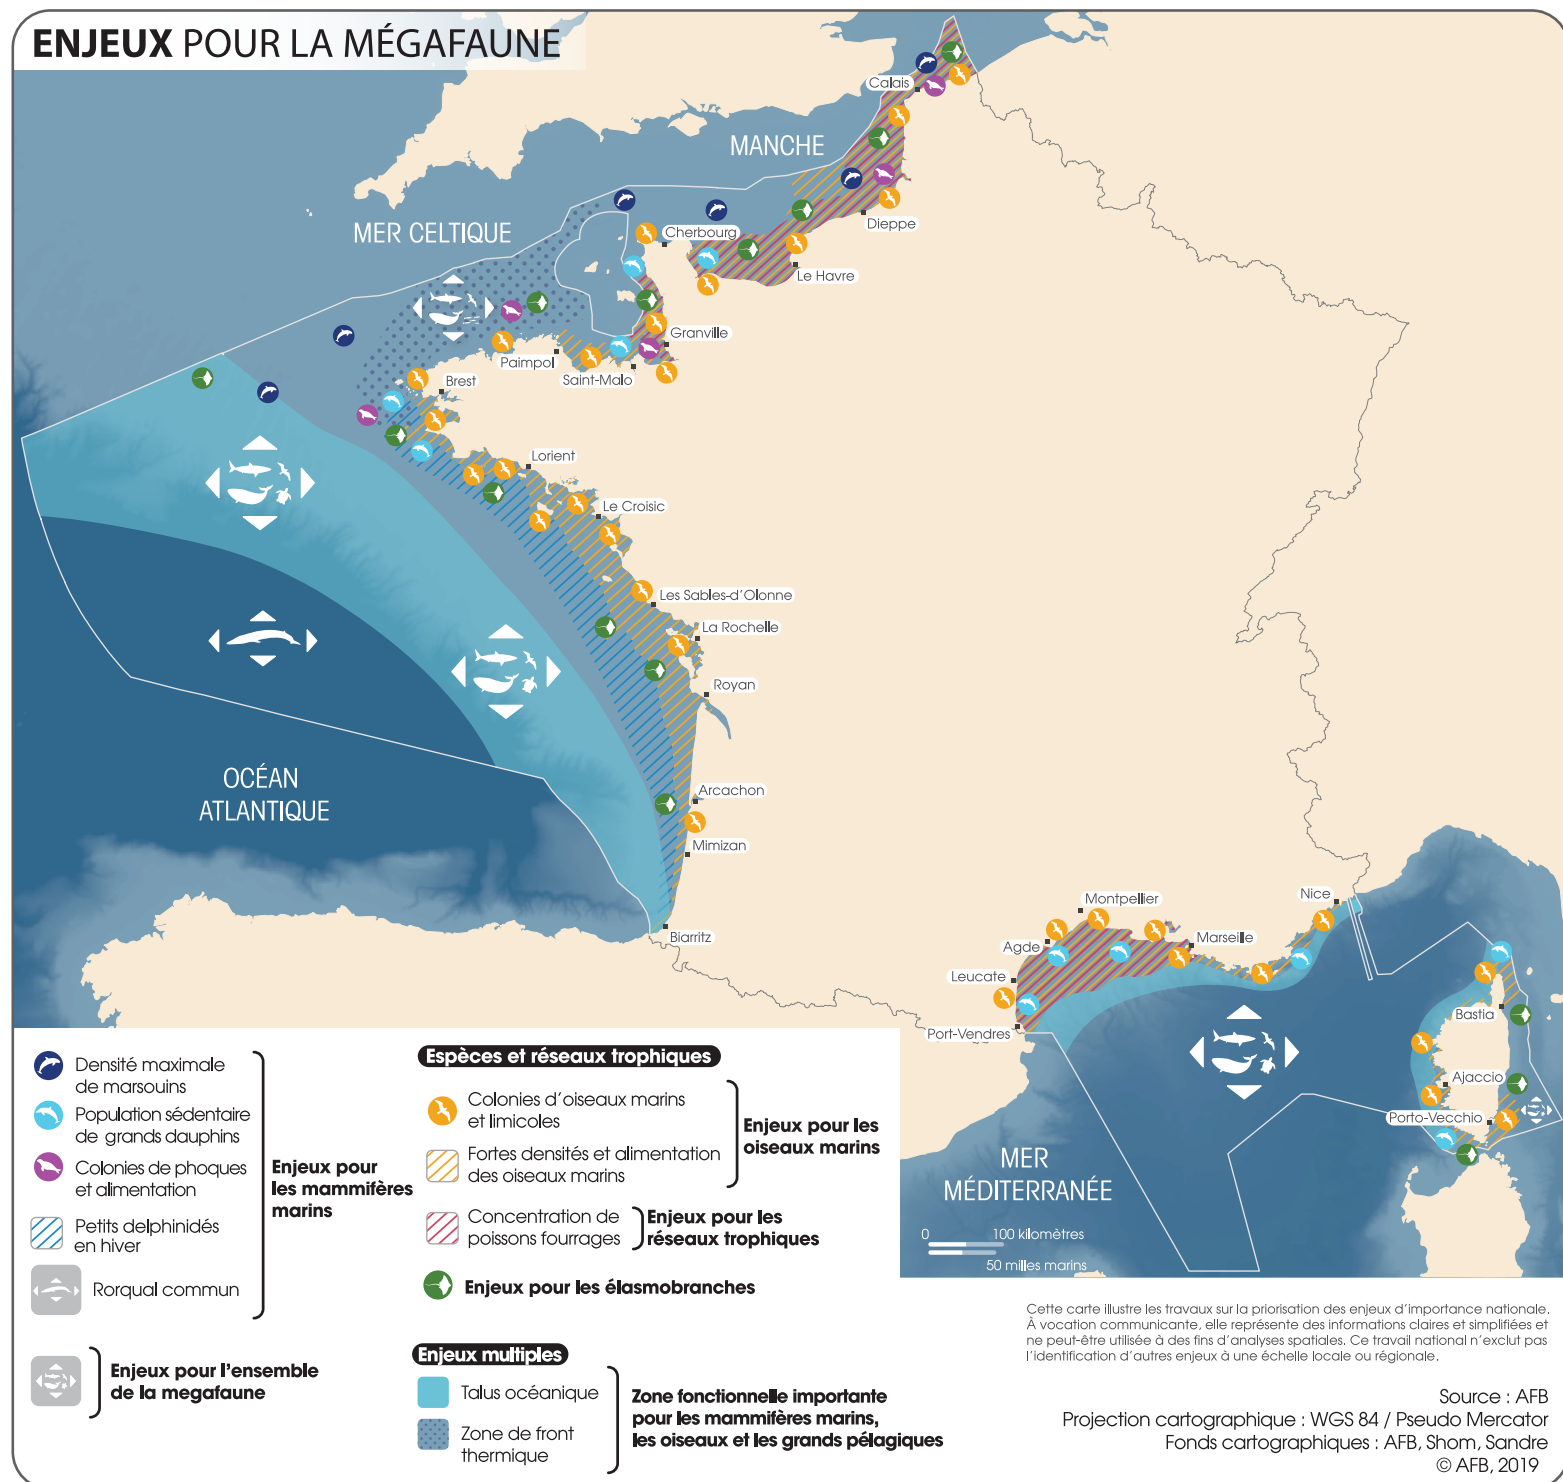 ENJEUX POUR LA MÉGAFAUNE
Calais
MANCHE
Dieppe
MER CELTIQUE
Cherbourg
Le Havre
Granville
Paimpol
Saint-Malo
Brest
Lorient
Le Croisic
Les Sables-d'Olonne
La Rochelle
Royan
OCÉAN
ATLANTIQUE
Arcachon
Mimizan
Biarritz
Montpellier
Nice
Agde
Marseille
Leucate
Port-Vendres
Bastia
Ajaccio
Porto-Vecchio
MER
MÉDITERRANÉE
0 100 kilomètres
50 milles marins
Densité maximale
de marsouins
Population sédentaire
de grands dauphins
Colonies de phoques
et alimentation
Petits delphinidés
en hiver
Rorqual commun
Enjeux pour
les mammifères
marins
Enjeux pour l'ensemble
de la megafaune
Espèces et réseaux trophiques
Colonies d'oiseaux marins
et limicoles
Fortes densités et alimentation
des oiseaux marins
Enjeux pour les
oiseaux marins
Concentration de
poissons fourrages
Enjeux pour les
réseaux trophiques
Enjeux pour les élasmobranches
Enjeux multiples
Talus océanique
Zone de front
thermique
Zone fonctionnelle importante
pour les mammifères marins,
les oiseaux et les grands pélagiques
Cette carte illustre les travaux sur la priorisation des enjeux d'importance nationale.
À vocation communicante, elle représente des informations claires et simplifiées et
ne peut-être utilisée à des fins d'analyses spatiales. Ce travail national n'exclut pas
l'identification d'autres enjeux à une échelle locale ou régionale.
Source : AFB
Projection cartographique : WGS 84 / Pseudo Mercator
Fonds cartographiques : AFB, Shom, Sandre
© AFB, 2019